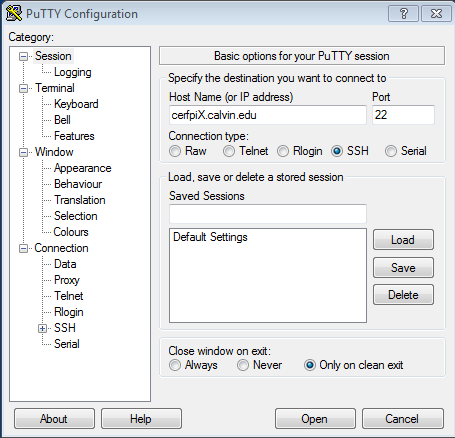 PuTTY Configuration
Category:
Session
Logging
Terminal
Keyboard
Bell
Features
Window
Appearance
Behaviour
Translation
Selection
Colours
Connection
Data
Proxy
Telnet
Rlogin
SSH
Serial
Basic options for your PuTTY session
Specify the destination you want to connect to
Host Name (or IP address) Port
cerfpiX.calvin.edu 22
Connection type:
Raw Telnet Rlogin SSH Serial
Load, save or delete a stored session
Saved Sessions
Default Settings
Load
Save
Delete
Close window on exit:
Always Never Only on clean exit
About Help Open Cancel